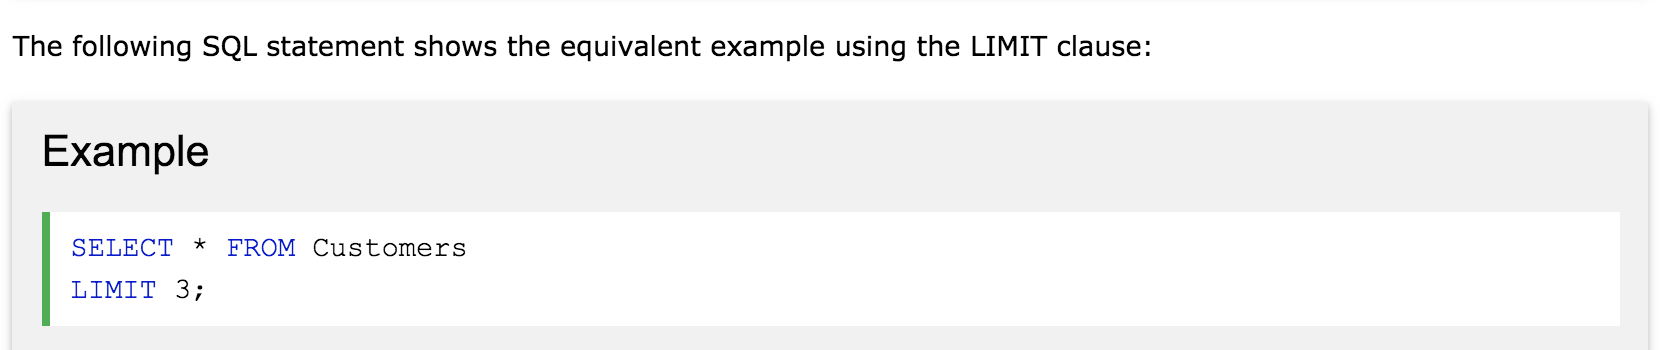 The following SQL statement shows the equivalent example using the LIMIT clause:
Example
SELECT * FROM Customers
LIMIT 3;